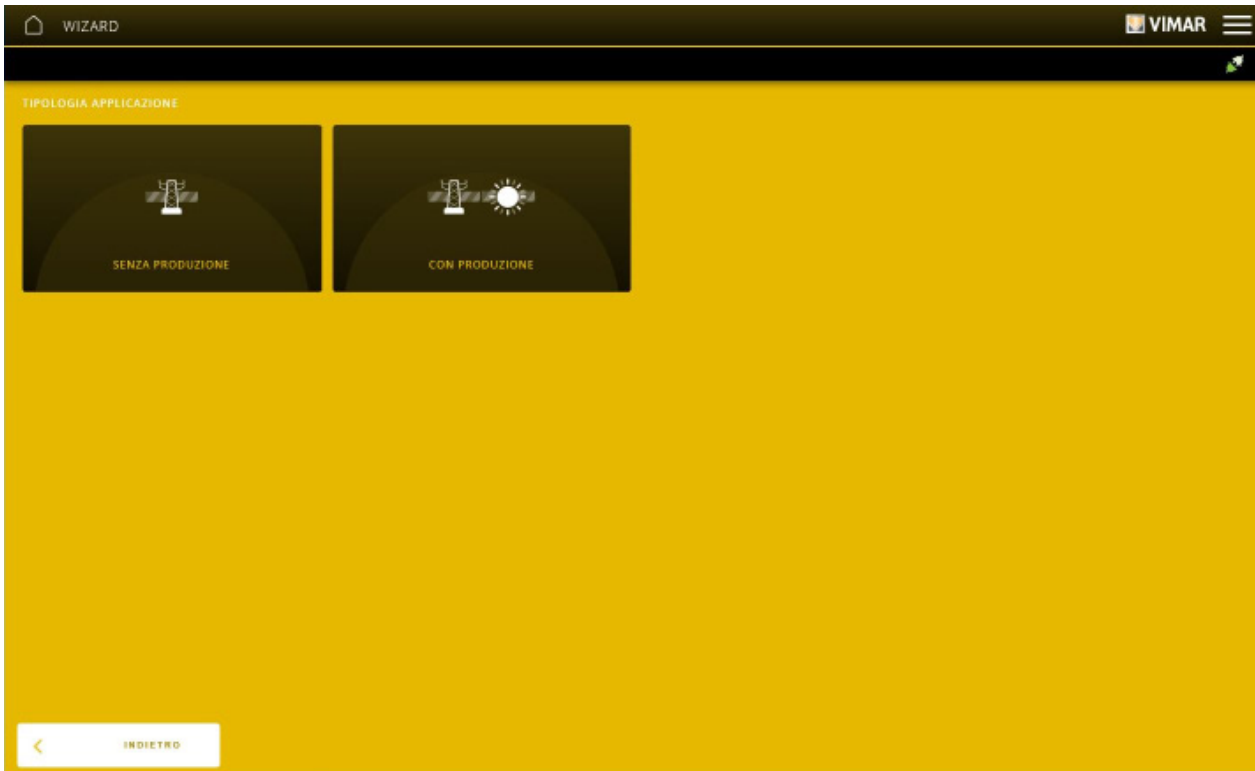 WIZARD
VIMAR
TIPOLOGIA APPLICAZIONE
SENZA PRODUZIONE
CON PRODUZIONE
INDIETRO